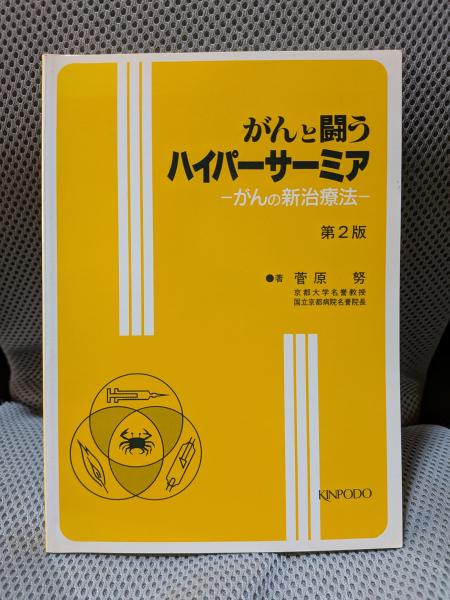 がんと闘う
ハイパーサーミア
−がんの新治療法−
第2版
●著 菅原 努
京都大学名誉教授
国立京都病院名誉院長
KINPODO